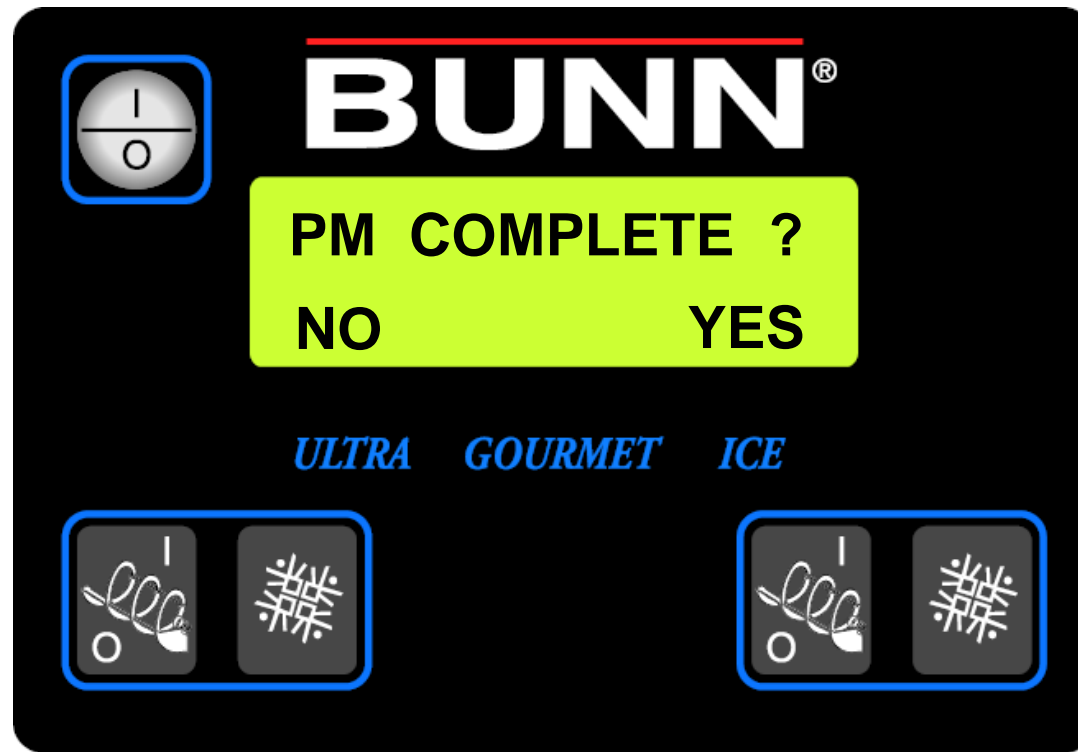 I
O
BUNN®
PM COMPLETE ?
NO YES
ULTRA GOURMET ICE
I
O
I
O